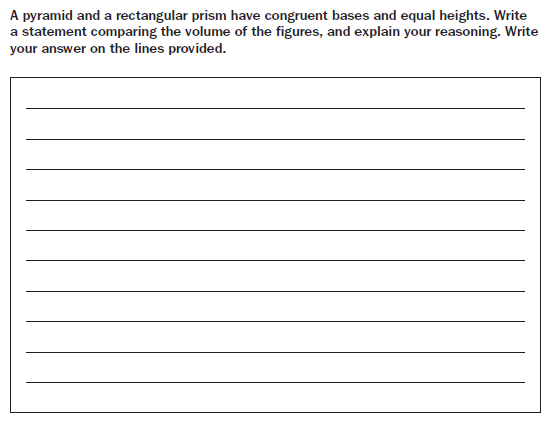 A pyramid and a rectangular prism have congruent bases and equal heights. Write
a statement comparing the volume of the figures, and explain your reasoning. Write
your answer on the lines provided.